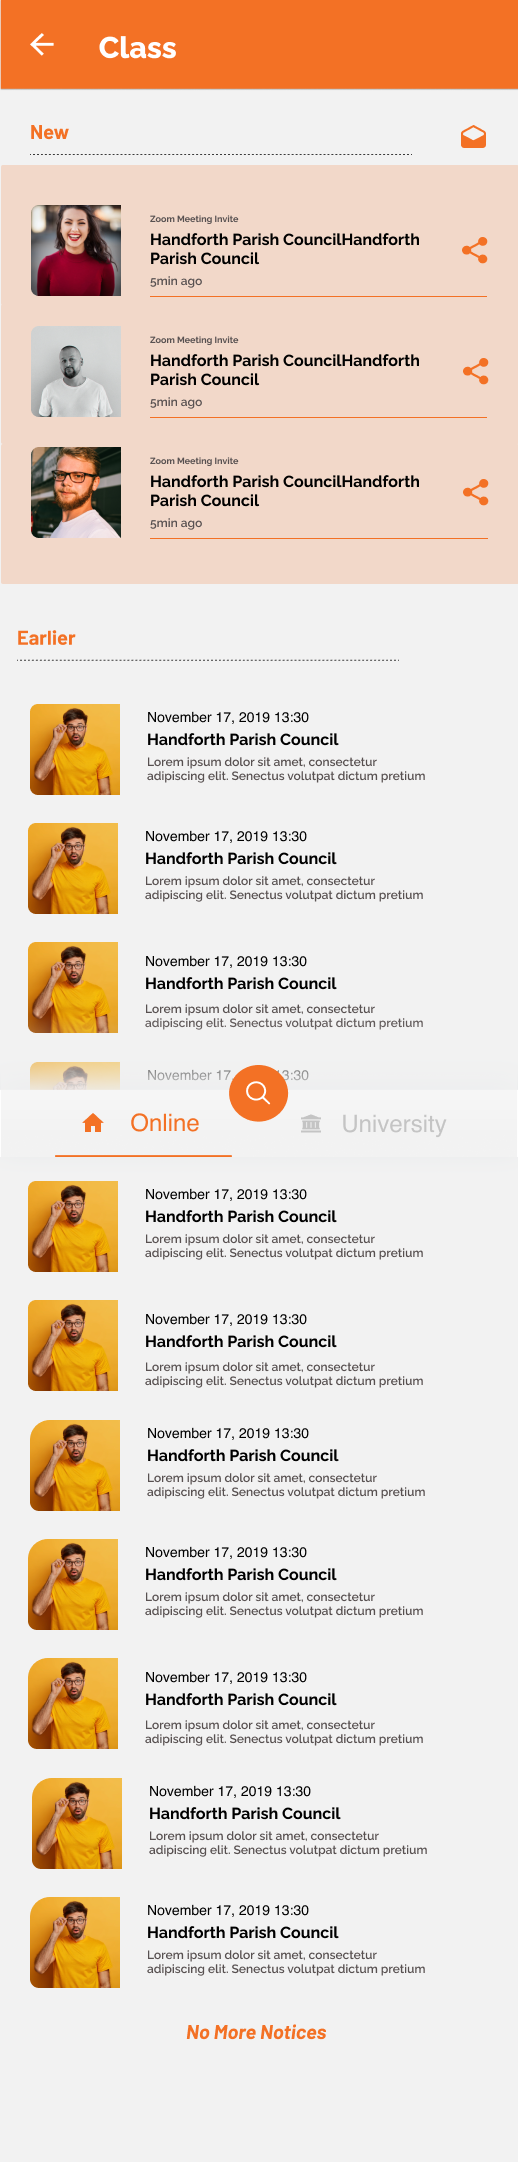 Class
New
Zoom Meeting Invite
Handforth Parish CouncilHandforth
Parish Council
5min ago
Zoom Meeting Invite
Handforth Parish CouncilHandforth
Parish Council
5min ago
Zoom Meeting Invite
Handforth Parish CouncilHandforth
Parish Council
5min ago
Earlier
November 17, 2019 13:30
Handforth Parish Council
Lorem ipsum dolor sit amet, consectetur
adipiscing elit. Senectus volutpat dictum pretium
November 17, 2019 13:30
Handforth Parish Council
Lorem ipsum dolor sit amet, consectetur
adipiscing elit. Senectus volutpat dictum pretium
November 17, 2019 13:30
Handforth Parish Council
Lorem ipsum dolor sit amet, consectetur
adipiscing elit. Senectus volutpat dictum pretium
November 17, 3:30
Online University
November 17, 2019 13:30
Handforth Parish Council
Lorem ipsum dolor sit amet, consectetur
adipiscing elit. Senectus volutpat dictum pretium
November 17, 2019 13:30
Handforth Parish Council
Lorem ipsum dolor sit amet, consectetur
adipiscing elit. Senectus volutpat dictum pretium
November 17, 2019 13:30
Handforth Parish Council
Lorem ipsum dolor sit amet, consectetur
adipiscing elit. Senectus volutpat dictum pretium
November 17, 2019 13:30
Handforth Parish Council
Lorem ipsum dolor sit amet, consectetur
adipiscing elit. Senectus volutpat dictum pretium
November 17, 2019 13:30
Handforth Parish Council
Lorem ipsum dolor sit amet, consectetur
adipiscing elit. Senectus volutpat dictum pretium
November 17, 2019 13:30
Handforth Parish Council
Lorem ipsum dolor sit amet, consectetur
adipiscing elit. Senectus volutpat dictum pretium
November 17, 2019 13:30
Handforth Parish Council
Lorem ipsum dolor sit amet, consectetur
adipiscing elit. Senectus volutpat dictum pretium
No More Notices